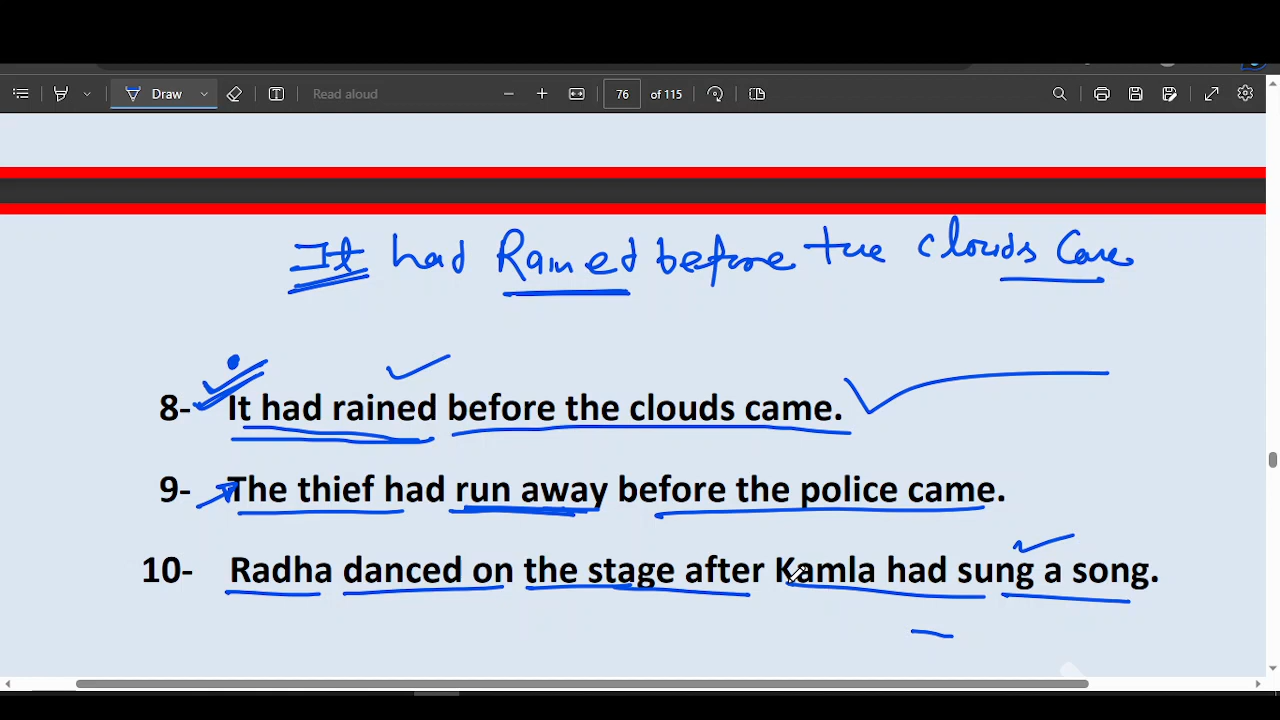 Draw
Read aloud
76 of 115
It had Rained before the clouds Came
8- It had rained before the clouds came.
9- The thief had run away before the police came.
10- Radha danced on the stage after Kamla had sung a song.